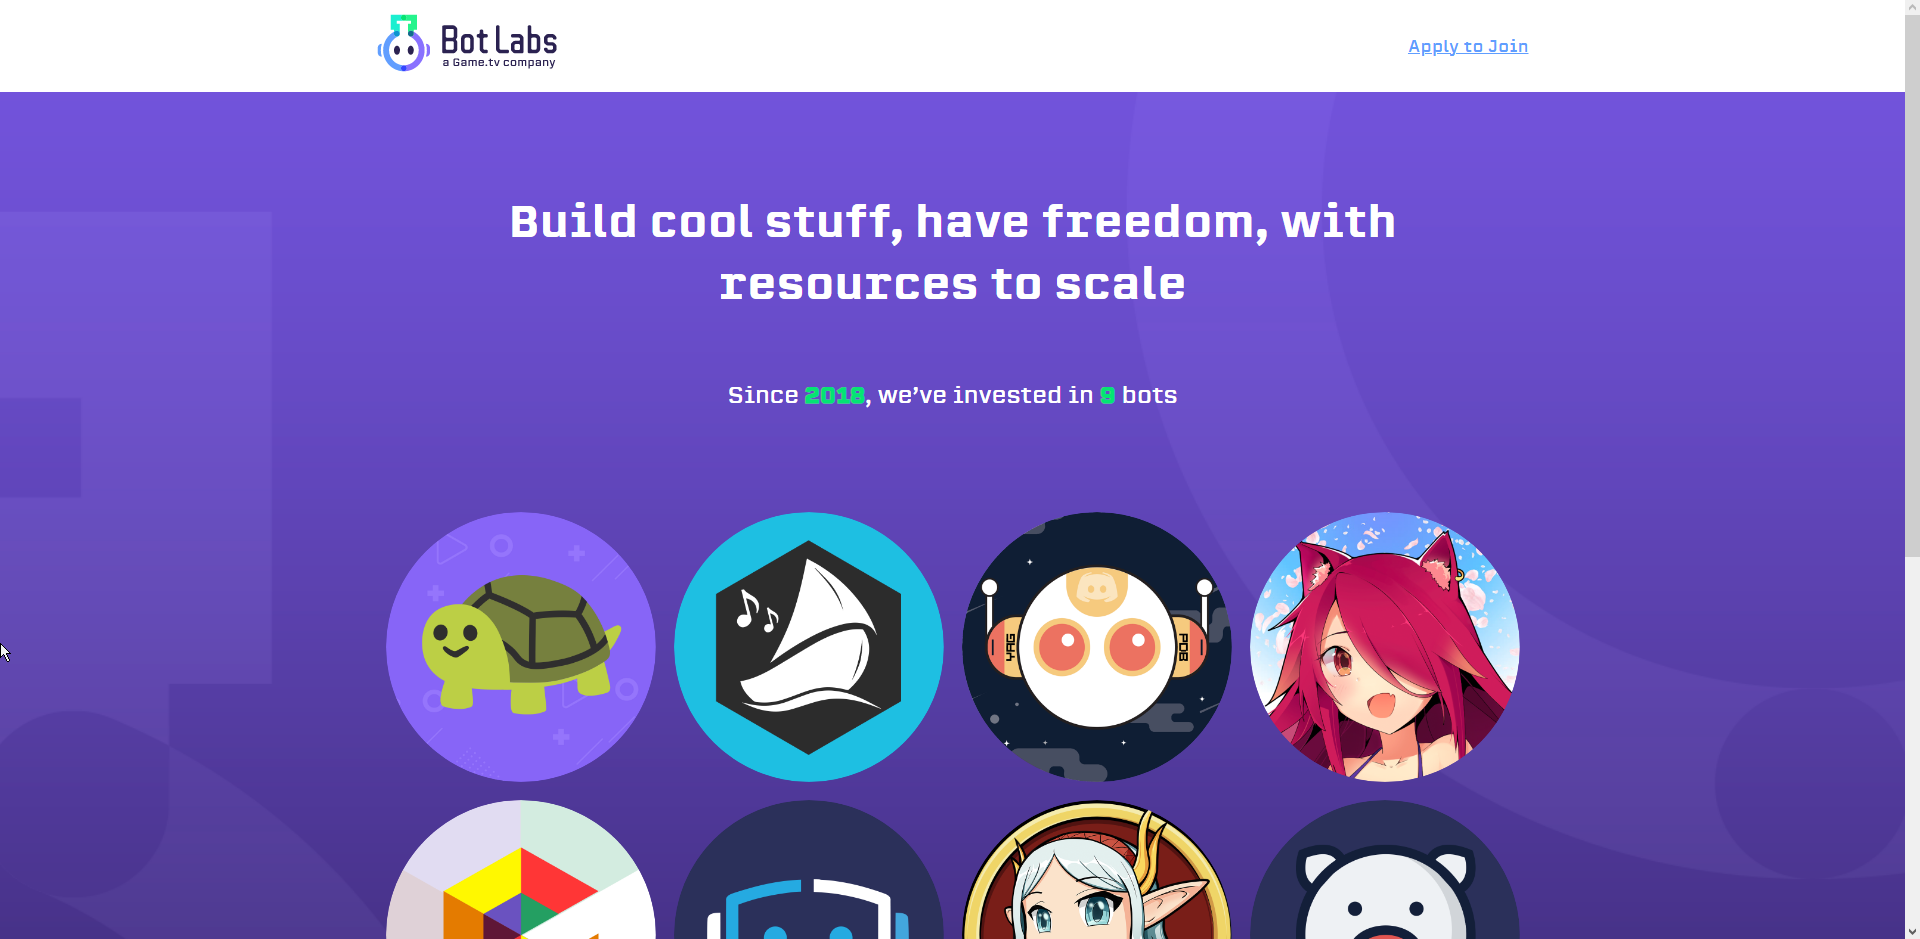 Bot Labs
a Game.tv company
Apply to Join
Build cool stuff, have freedom, with
resources to scale
Since 2018, we’ve invested in 9 bots
YAG
PDB